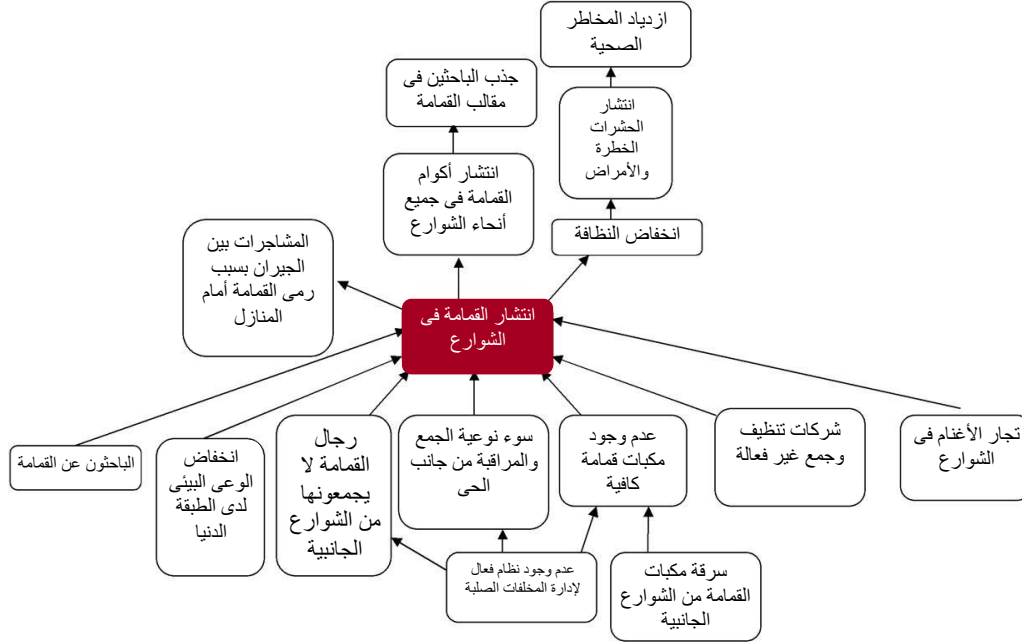 ازدياد المخاطر
الصحية
جذب الباحثين فى
مقالب القمامة
انتشار
الحشرات
الخطرة
والأمراض
انتشار أكوام
القمامة فى جميع
أنحاء الشوارع
انخفاض النظافة
المشاجرات بين
الجيران بسبب
رمى القمامة أمام
المنازل
انتشار القمامة فى
الشوارع
تجار الأغنام فى
الشوارع
شركات تنظيف
وجمع غير فعالة
عدم وجود
مكبات قمامة
كافية
سوء نوعية الجمع
والمراقبة من جانب
الحى
رجال
القمامة لا
يجمعونها
من الشوارع
الجانبية
انخفاض
الوعى البيئى
لدى الطبقة
الدنيا
الباحثون عن القمامة
سرقة مكبات
القمامة من الشوارع
الجانبية
عدم وجود نظام فعال
لإدارة المخلفات الصلبة